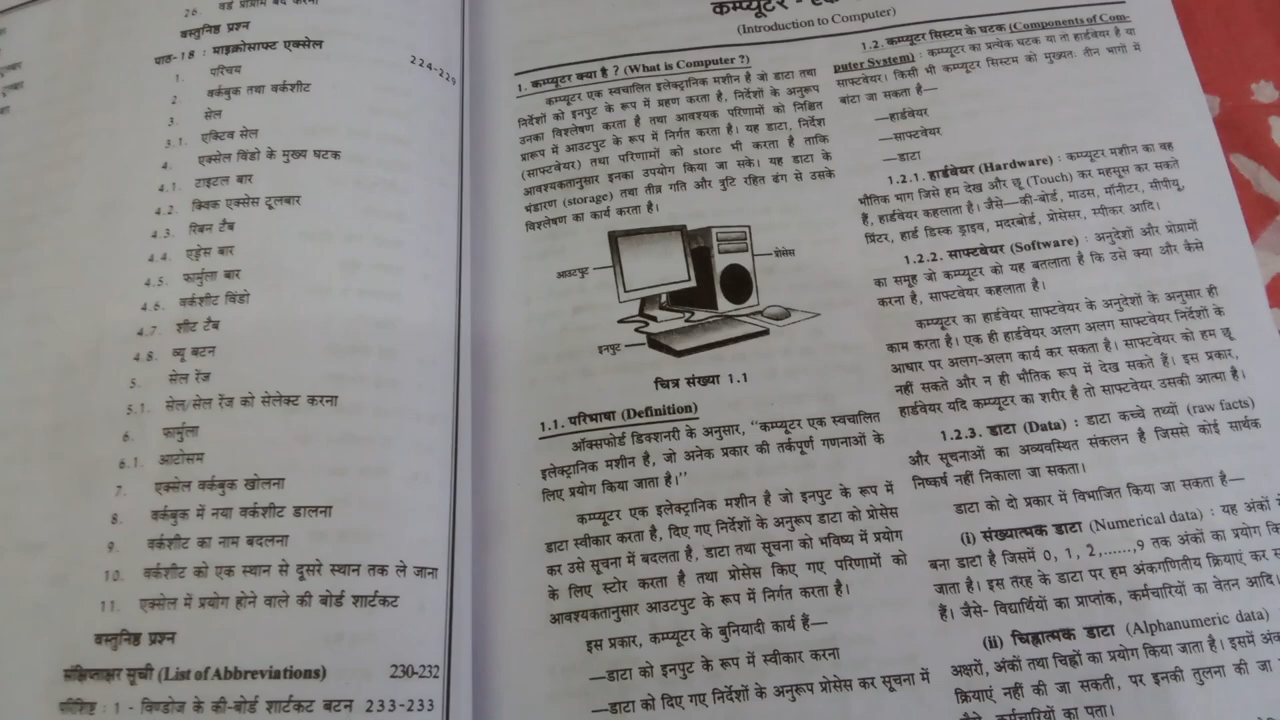 26. वर्ड प्रोग्राम बंद करना
वस्तुनिष्ठ प्रश्न
पाठ-18 : माइक्रोसाफ्ट एक्सेल 224-229
1. परिचय
2. वर्कबुक तथा वर्कशीट
3. सेल
3.1. एक्टिव सेल
4. एक्सेल विंडो के मुख्य घटक
4.1. टाइटल बार
4.2. क्विक एक्सेस टूलबार
4.3. रिबन टैब
4.4. एड्रेस बार
4.5. फार्मुला बार
4.6. वर्कशीट विंडो
4.7. शीट टैब
4.8. व्यू बटन
5. सेल रेंज
5.1. सेल/सेल रेंज को सेलेक्ट करना
6. फार्मुला
6.1. आटोसम
7. एक्सेल वर्कबुक खोलना
8. वर्कबुक में नया वर्कशीट डालना
9. वर्कशीट का नाम बदलना
10. वर्कशीट को एक स्थान से दूसरे स्थान तक ले जाना
11. एक्सेल में प्रयोग होने वाले की बोर्ड शार्टकट
वस्तुनिष्ठ प्रश्न
संक्षिप्ताक्षर सूची (List of Abbreviations) 230-232
परिशिष्ट : 1 - विण्डोज के की-बोर्ड शार्टकट बटन 233-233
कम्प्यूटर -
(Introduction to Computer)
1. कम्प्यूटर क्या है ? (What is Computer ?)
कम्प्यूटर एक स्वचालित इलेक्ट्रानिक मशीन है जो डाटा तथा
निर्देशों को इनपुट के रूप में ग्रहण करता है, निर्देशों के अनुरूप
उनका विश्लेषण करता है तथा आवश्यक परिणामों को निश्चित
प्रारूप में आउटपुट के रूप में निर्गत करता है। यह डाटा, निर्देश
(साफ्टवेयर) तथा परिणामों को store भी करता है ताकि
आवश्यकतानुसार इनका उपयोग किया जा सके। यह डाटा के
भंडारण (storage) तथा तीव्र गति और त्रुटि रहित ढंग से उसके
विश्लेषण का कार्य करता है।
आउटपुट
प्रोसेस
इनपुट
चित्र संख्या 1.1
1.1. परिभाषा (Definition)
ऑक्सफोर्ड डिक्शनरी के अनुसार, “कम्प्यूटर एक स्वचालित
इलेक्ट्रानिक मशीन है, जो अनेक प्रकार की तर्कपूर्ण गणनाओं के
लिए प्रयोग किया जाता है।”
कम्प्यूटर एक इलेक्ट्रानिक मशीन है जो इनपुट के रूप में
डाटा स्वीकार करता है, दिए गए निर्देशों के अनुरूप डाटा को प्रोसेस
कर उसे सूचना में बदलता है, डाटा तथा सूचना को भविष्य में प्रयोग
के लिए स्टोर करता है तथा प्रोसेस किए गए परिणामों को
आवश्यकतानुसार आउटपुट के रूप में निर्गत करता है।
इस प्रकार, कम्प्यूटर के बुनियादी कार्य हैं—
—डाटा को इनपुट के रूप में स्वीकार करना
—डाटा को दिए गए निर्देशों के अनुरूप प्रोसेस कर सूचना में
1.2. कम्प्यूटर सिस्टम के घटक (Components of Com-
puter System) : कम्प्यूटर का प्रत्येक घटक या तो हार्डवेयर है या
साफ्टवेयर। किसी भी कम्प्यूटर सिस्टम को मुख्यतः तीन भागों में
बांटा जा सकता है—
—हार्डवेयर
—साफ्टवेयर
—डाटा
1.2.1. हार्डवेयर (Hardware) : कम्प्यूटर मशीन का वह
भौतिक भाग जिसे हम देख और छू (Touch) कर महसूस कर सकते
हैं, हार्डवेयर कहलाता है। जैसे—की-बोर्ड, माउस, मॉनीटर, सीपीयू,
प्रिंटर, हार्ड डिस्क ड्राइव, मदरबोर्ड, प्रोसेसर, स्पीकर आदि।
1.2.2. साफ्टवेयर (Software) : अनुदेशों और प्रोग्रामों
का समूह जो कम्प्यूटर को यह बतलाता है कि उसे क्या और कैसे
करना है, साफ्टवेयर कहलाता है।
कम्प्यूटर का हार्डवेयर साफ्टवेयर के अनुदेशों के अनुसार ही
काम करता है। एक ही हार्डवेयर अलग अलग साफ्टवेयर निर्देशों के
आधार पर अलग-अलग कार्य कर सकता है। साफ्टवेयर को हम छू
नहीं सकते और न ही भौतिक रूप में देख सकते हैं। इस प्रकार,
हार्डवेयर यदि कम्प्यूटर का शरीर है तो साफ्टवेयर उसकी आत्मा है।
1.2.3. डाटा (Data) : डाटा कच्चे तथ्यों (raw facts)
और सूचनाओं का अव्यवस्थित संकलन है जिससे कोई सार्थक
निष्कर्ष नहीं निकाला जा सकता।
डाटा को दो प्रकार में विभाजित किया जा सकता है—
(i) संख्यात्मक डाटा (Numerical data) : यह अंकों
बना डाटा है जिसमें 0, 1, 2,......,9 तक अंकों का प्रयोग
जाता है। इस तरह के डाटा पर हम अंकगणितीय क्रियाएं कर
हैं। जैसे- विद्यार्थियों का प्राप्तांक, कर्मचारियों का वेतन आदि।
(ii) चिह्नात्मक डाटा (Alphanumeric data)
अक्षरों, अंकों तथा चिह्नों का प्रयोग किया जाता है। इसमें
क्रियाएं नहीं की जा सकती, पर इनकी तुलना की जा
जैसे- कर्मचारियों का पता।